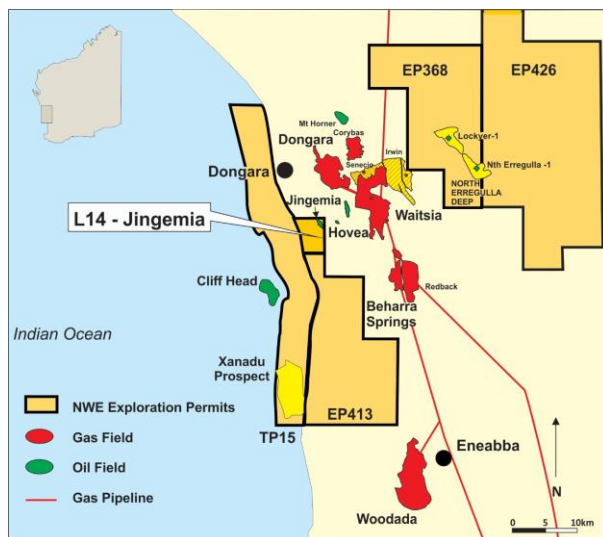 EP368
EP426
Mt Horner
Corybas
Dongara
Lockyer-1
Irwin
Senecio
Nth Erregulla -1
Dongara
NORTH
ERREGULLA
DEEP
Jingemia
Waitsia
L14 - Jingemia
Hovea
Cliff Head
Redback
Beharra
Springs
Indian Ocean
Xanadu
Prospect
NWE Exploration Permits
EP413
Gas Field
TP15
Eneabba
Oil Field
Gas Pipeline
N
Woodada
0 5 10km